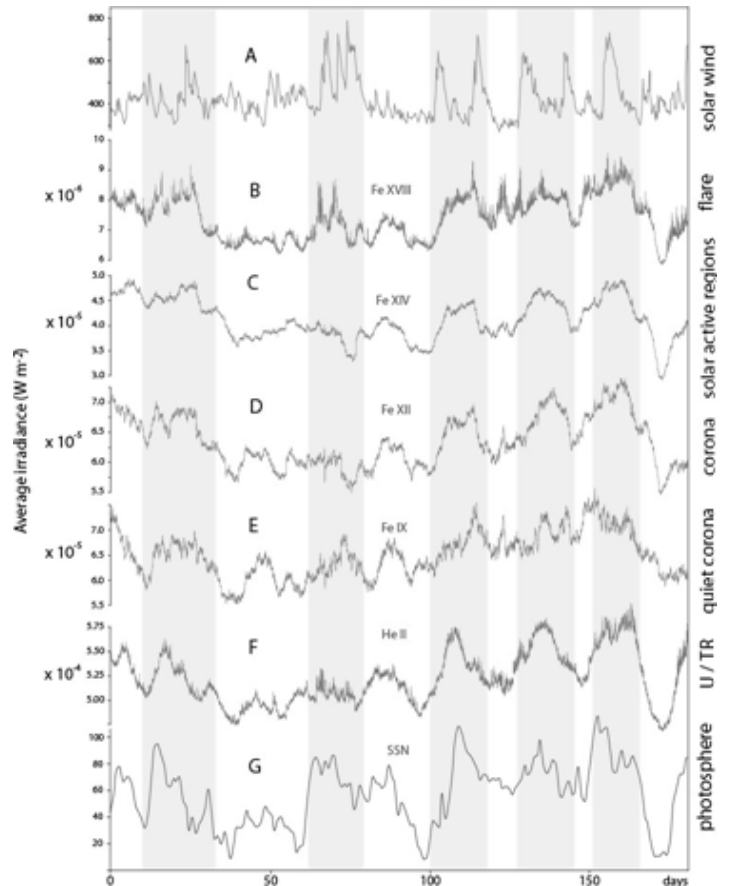 800
600
400
A
solar wind
10
9
8
7
6
x 10-6
B
Fe XVIII
flare
5.0
4.5
4.0
3.5
3.0
x 10-5
C
Fe XIV
solar active regions
7.0
6.5
6.0
5.5
x 10-5
D
Fe XII
corona
7.0
6.5
6.0
5.5
x 10-5
E
Fe IX
quiet corona
5.75
5.50
5.25
5.00
x 10-4
F
He II
U / TR
100
80
60
40
20
G
SSN
photosphere
Average irradiance (W m-2)
0
50
100
150
days